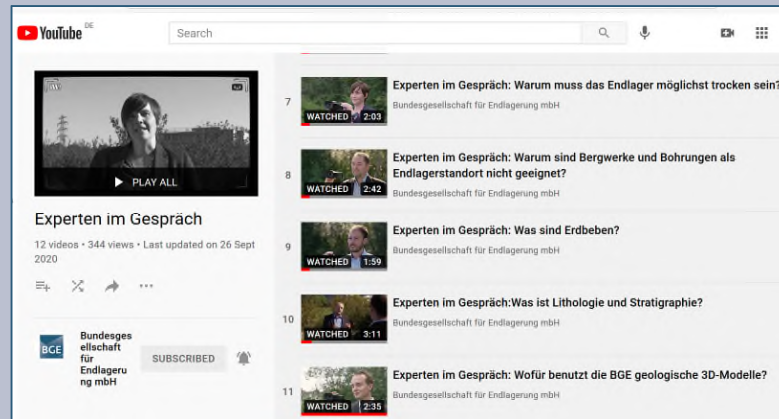 YouTube DE
Search
PLAY ALL
Experten im Gespräch
12 videos • 344 views • Last updated on 26 Sept
2020
BGE
Bundesges
ellschaft
für
Endlageru
ng mbH
SUBSCRIBED
7
WATCHED 2:03
Experten im Gespräch: Warum muss das Endlager möglichst trocken sein?
Bundesgesellschaft für Endlagerung mbH
8
WATCHED 2:42
Experten im Gespräch: Warum sind Bergwerke und Bohrungen als
Endlagerstandort nicht geeignet?
Bundesgesellschaft für Endlagerung mbH
9
WATCHED 1:59
Experten im Gespräch: Was sind Erdbeben?
Bundesgesellschaft für Endlagerung mbH
10
WATCHED 3:11
Experten im Gespräch:Was ist Lithologie und Stratigraphie?
Bundesgesellschaft für Endlagerung mbH
11
WATCHED 2:35
Experten im Gespräch: Wofür benutzt die BGE geologische 3D-Modelle?
Bundesgesellschaft für Endlagerung mbH